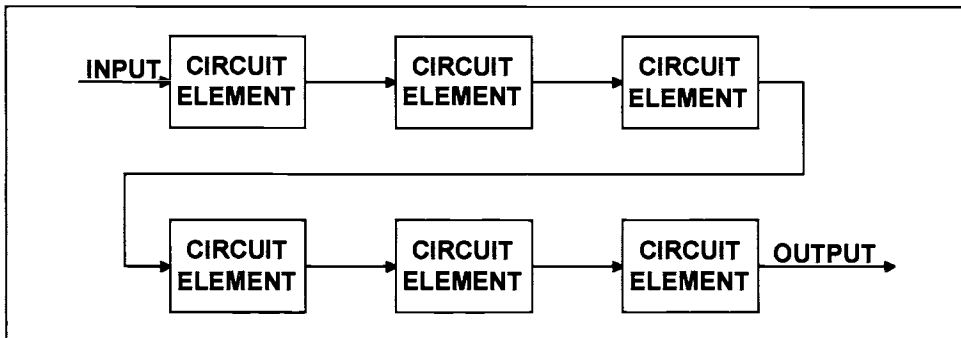 INPUT
CIRCUIT
ELEMENT
CIRCUIT
ELEMENT
CIRCUIT
ELEMENT
CIRCUIT
ELEMENT
CIRCUIT
ELEMENT
CIRCUIT
ELEMENT
OUTPUT